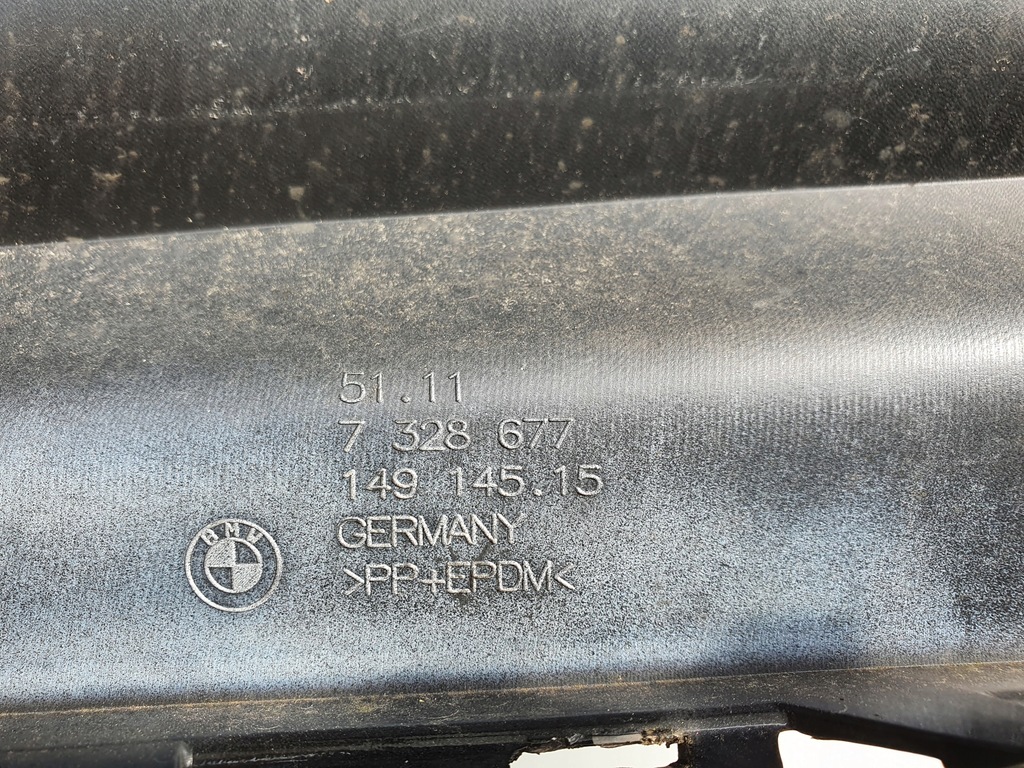 51.11
7 328 677
149 145.15
GERMANY
BMW
>PP+EPDM<